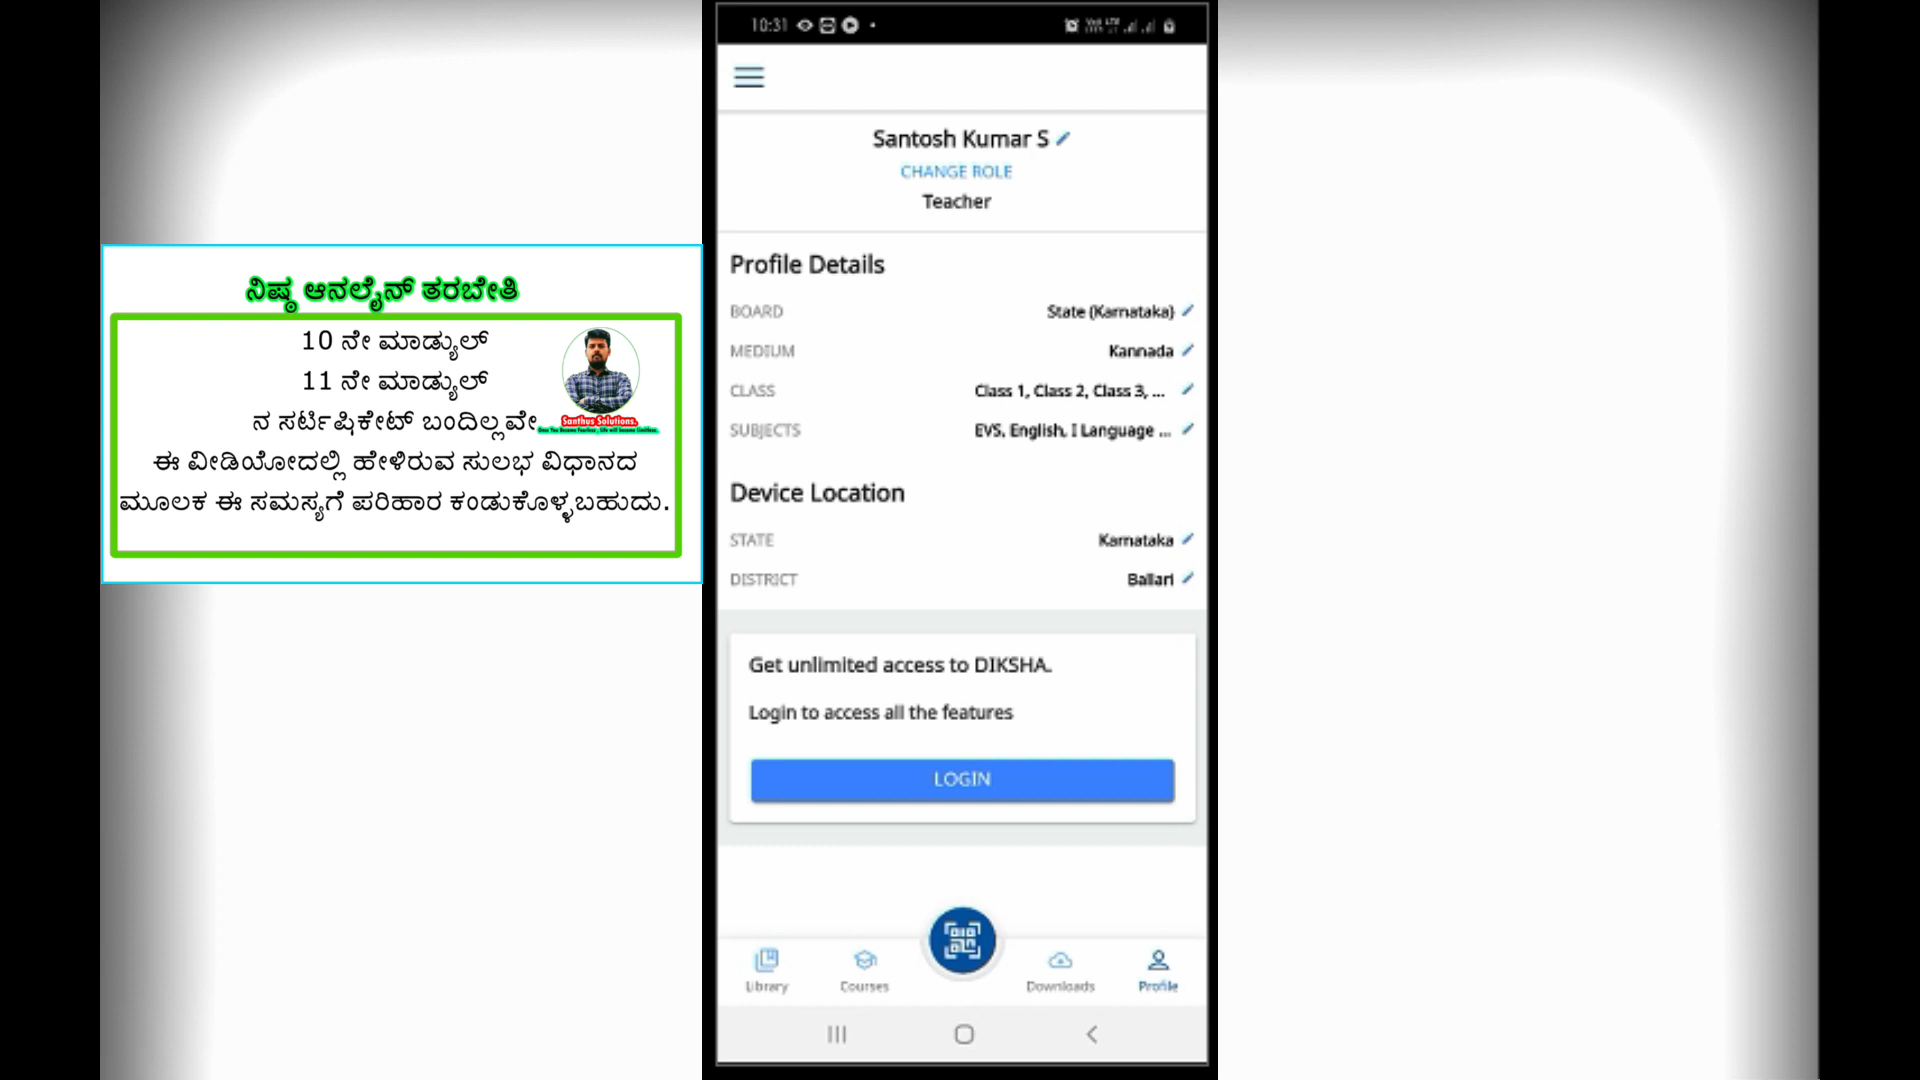 ನಿಷ್ಠ ಆನಲೈನ್ ತರಬೇತಿ
10 ನೇ ಮಾಡ್ಯುಲ್
11 ನೇ ಮಾಡ್ಯುಲ್
ನ ಸರ್ಟಿಷಿಕೇಟ್ ಬಂದಿಲ್ಲವೇ
Santhus Solutions.
ಈ ವೀಡಿಯೋದಲ್ಲಿ ಹೇಳಿರುವ ಸುಲಭ ವಿಧಾನದ
ಮೂಲಕ ಈ ಸಮಸ್ಯಗೆ ಪರಿಹಾರ ಕಂಡುಕೊಳ್ಳಬಹುದು.
10:31
Santosh Kumar S
CHANGE ROLE
Teacher
Profile Details
BOARD State (Karnataka)
MEDIUM Kannada
CLASS Class 1, Class 2, Class 3, ...
SUBJECTS EVS, English, I Language ...
Device Location
STATE Karnataka
DISTRICT Ballari
Get unlimited access to DIKSHA.
Login to access all the features
LOGIN
Library Courses Downloads Profile